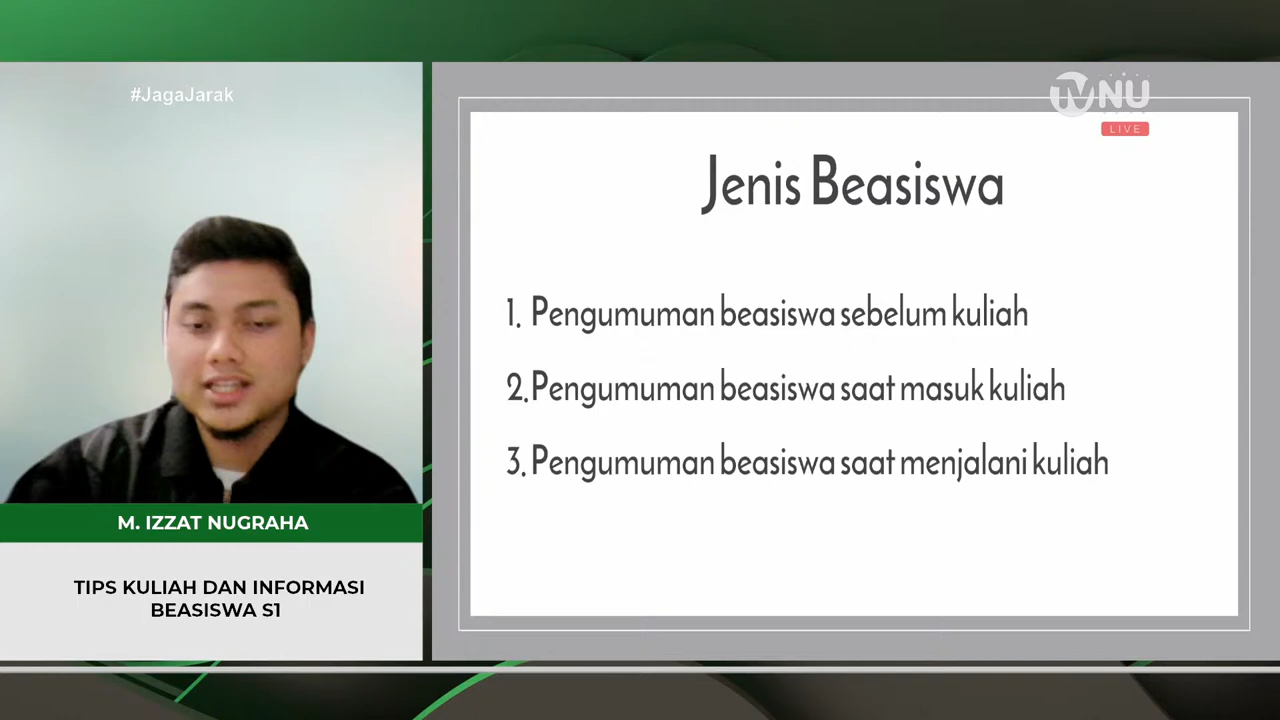 #JagaJarak
TVNU
LIVE
Jenis Beasiswa
1. Pengumuman beasiswa sebelum kuliah
2. Pengumuman beasiswa saat masuk kuliah
3. Pengumuman beasiswa saat menjalani kuliah
M. IZZAT NUGRAHA
TIPS KULIAH DAN INFORMASI
BEASISWA S1